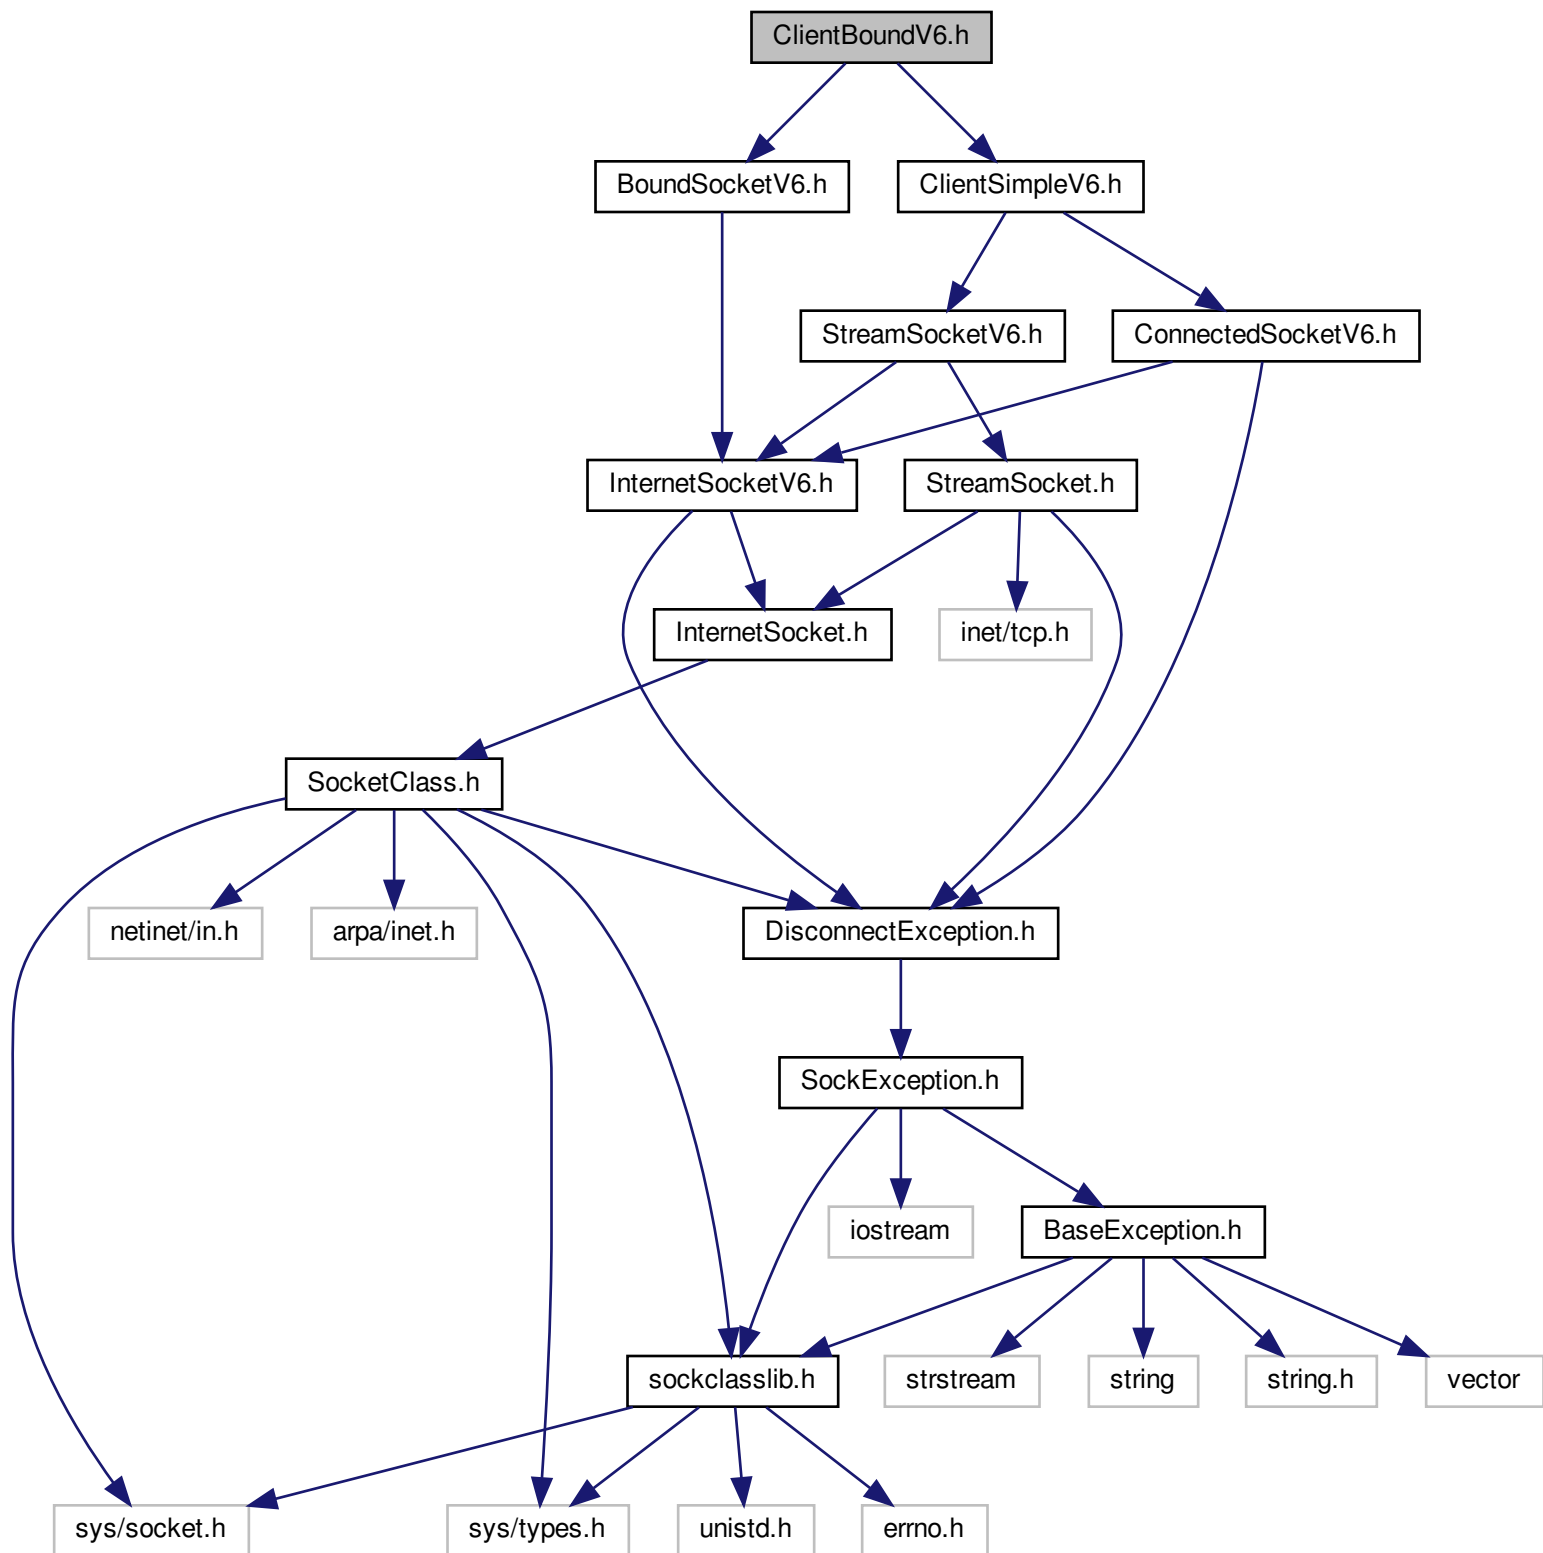 ClientBoundV6.h
BoundSocketV6.h
ClientSimpleV6.h
StreamSocketV6.h
ConnectedSocketV6.h
InternetSocketV6.h
StreamSocket.h
InternetSocket.h
inet/tcp.h
SocketClass.h
netinet/in.h
arpa/inet.h
DisconnectException.h
SockException.h
iostream
BaseException.h
sockclasslib.h
strstream
string
string.h
vector
sys/socket.h
sys/types.h
unistd.h
errno.h